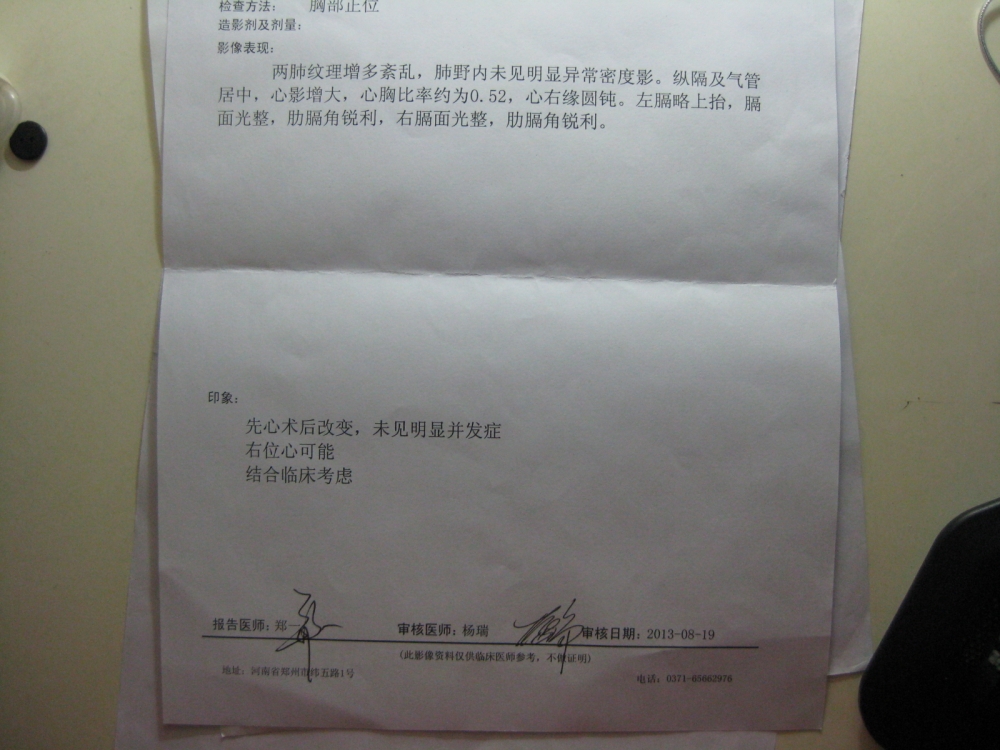 检查方法： 胸部正位
造影剂及剂量：
影像表现：
两肺纹理增多紊乱，肺野内未见明显异常密度影。纵隔及气管
居中，心影增大，心胸比率约为0.52，心右缘圆钝。左膈略上抬，膈
面光整，肋膈角锐利，右膈面光整，肋膈角锐利。
印象：
先心术后改变，未见明显并发症
右位心可能
结合临床考虑
报告医师：郑一 审核医师：杨瑞 审核日期：2013-08-19
(此影像资料仅供临床医师参考，不做证明)
地址：河南省郑州市纬五路1号 电话：0371-65662976